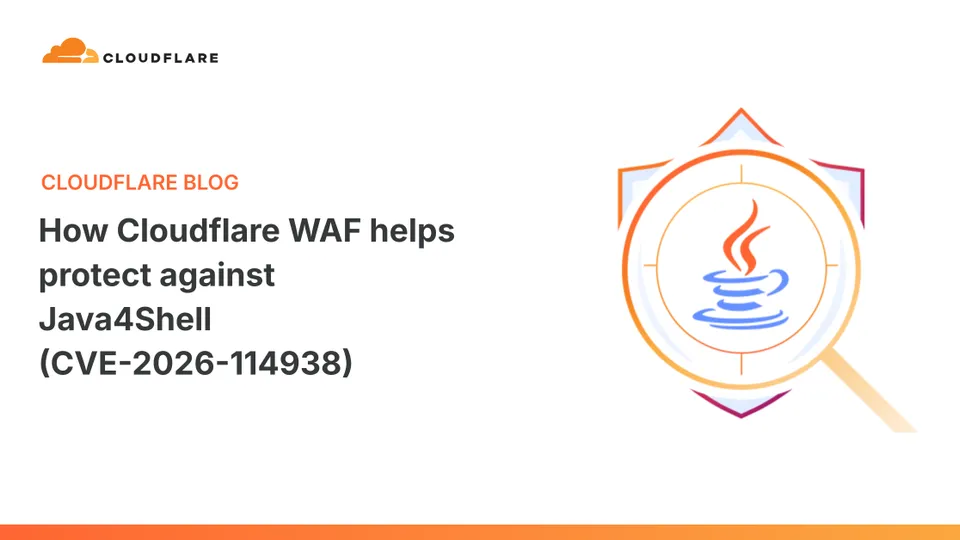 CLOUDFLARE
CLOUDFLARE BLOG
How Cloudflare WAF helps
protect against
Java4Shell
(CVE-2026-114938)